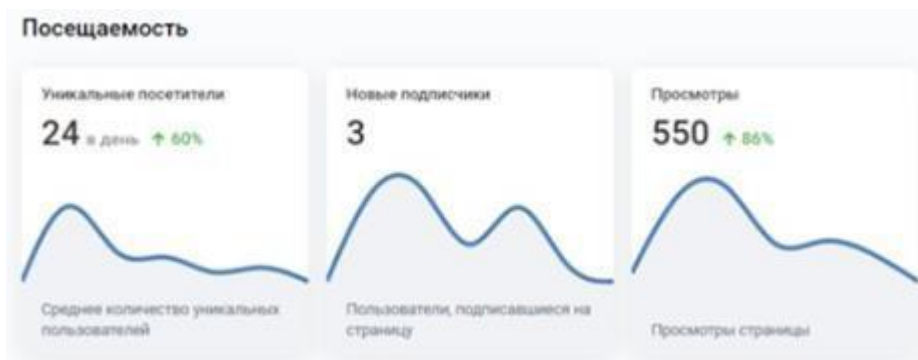 Посещаемость
Уникальные посетители
24 в день ↑ 60%
Среднее количество уникальных
пользователей
Новые подписчики
3
Пользователи, подписавшиеся на
страницу
Просмотры
550 ↑ 86%
Просмотры страницы